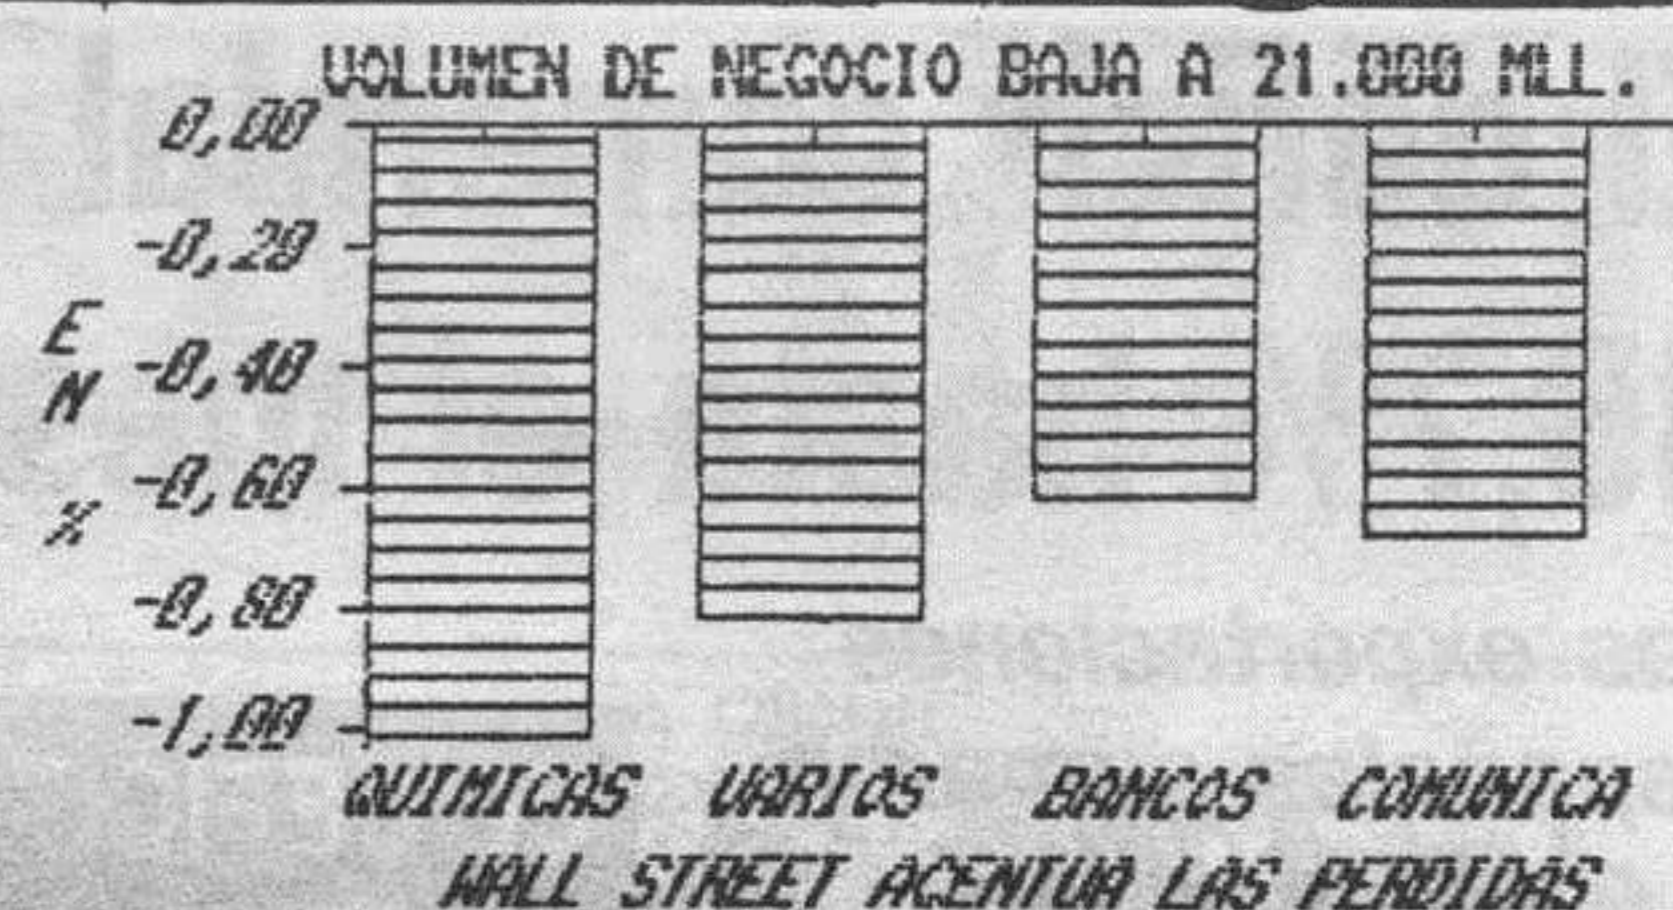 VOLUMEN DE NEGOCIO BAJA A 21.000 MLL.
0,00
-0,20
-0,40
-0,60
-0,80
-1,00
EN %
QUIMICAS VARIOS BANCOS COMUNICA
WALL STREET ACENTUA LAS PERDIDAS